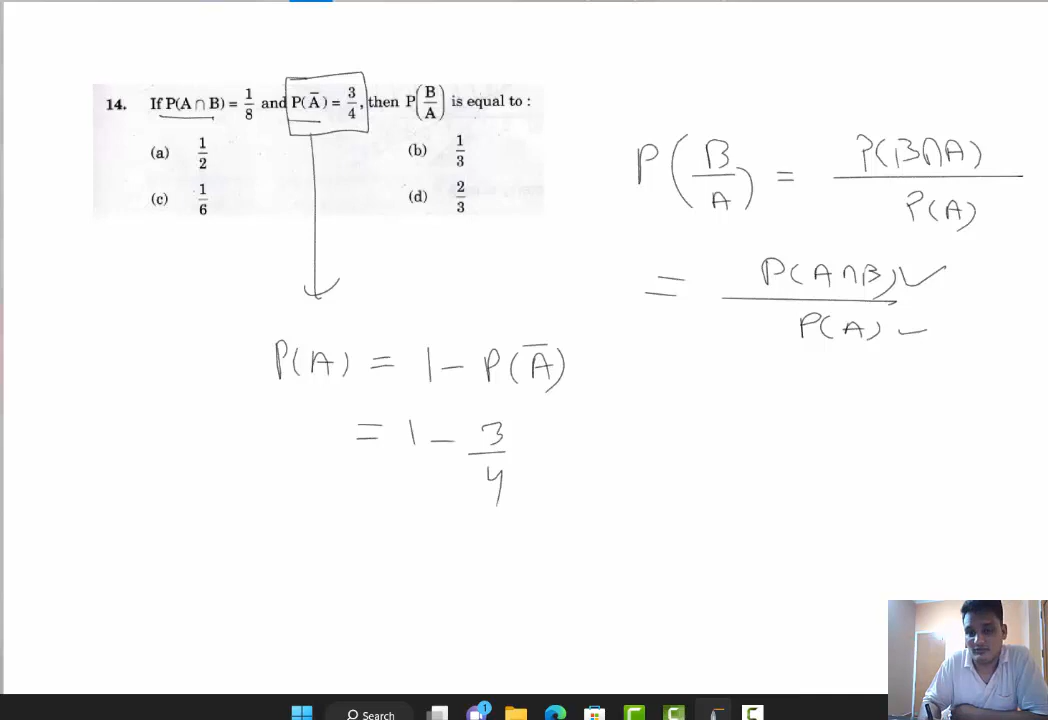 14. If P(A ∩ B) = 1/8 and P(Ā) = 3/4, then P(B/A) is equal to :
(a) 1/2 (b) 1/3
(c) 1/6 (d) 2/3
P(B/A) = P(B∩A)/P(A)
= P(A∩B)/P(A)
P(A) = 1 - P(Ā)
= 1 - 3/4
1
Search